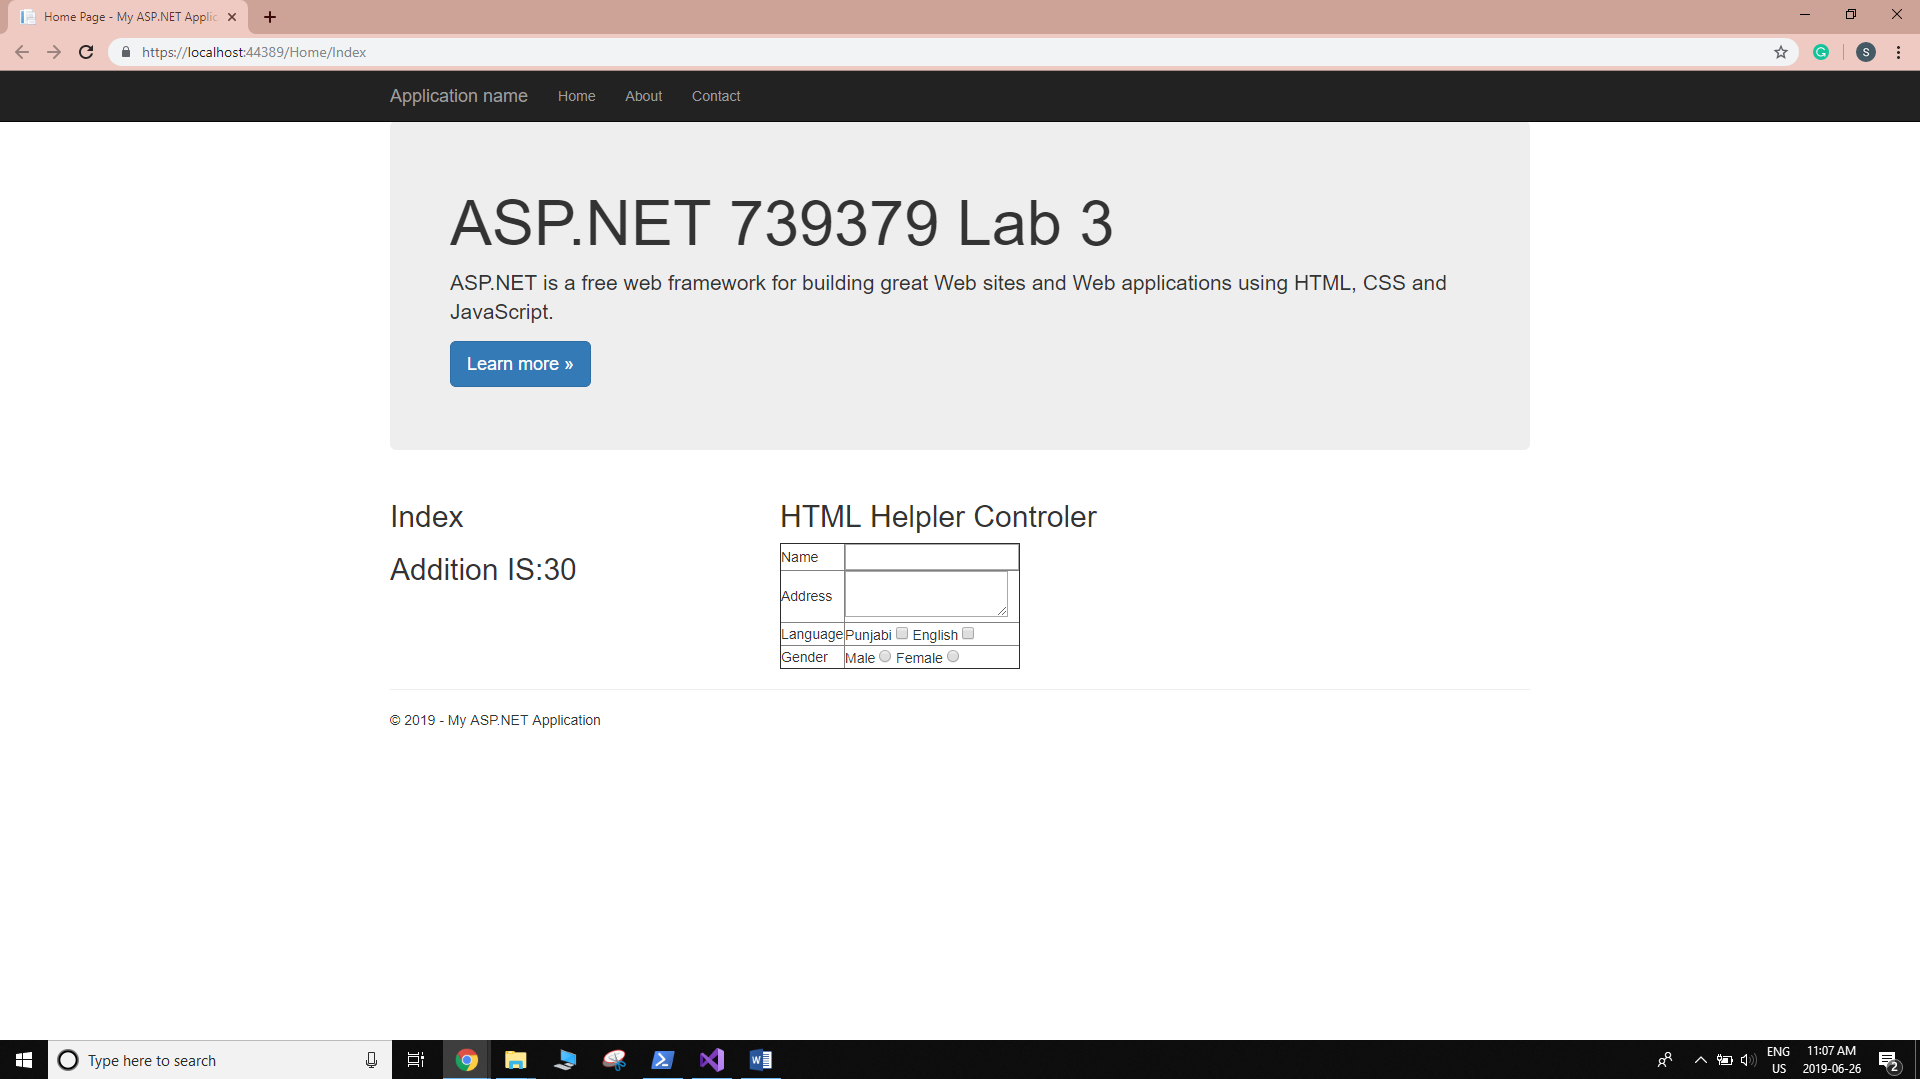 Home Page - My ASP.NET Applic
https://localhost:44389/Home/Index
S
Application name Home About Contact
ASP.NET 739379 Lab 3
ASP.NET is a free web framework for building great Web sites and Web applications using HTML, CSS and
JavaScript.
Learn more »
Index
Addition IS:30
HTML Helpler Controler
Name
Address
Language Punjabi English
Gender Male Female
© 2019 - My ASP.NET Application
Type here to search
ENG
US
11:07 AM
2019-06-26
2